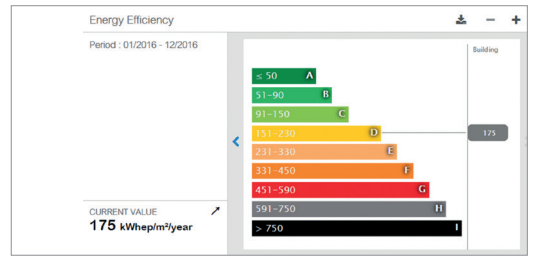 Energy Efficiency
Period : 01/2016 - 12/2016
Building
≤ 50 A
51-90 B
91-150 C
151-230 D
175
231-330 E
331-450 F
451-590 G
591-750 H
> 750 I
CURRENT VALUE
175 kWhep/m²/year